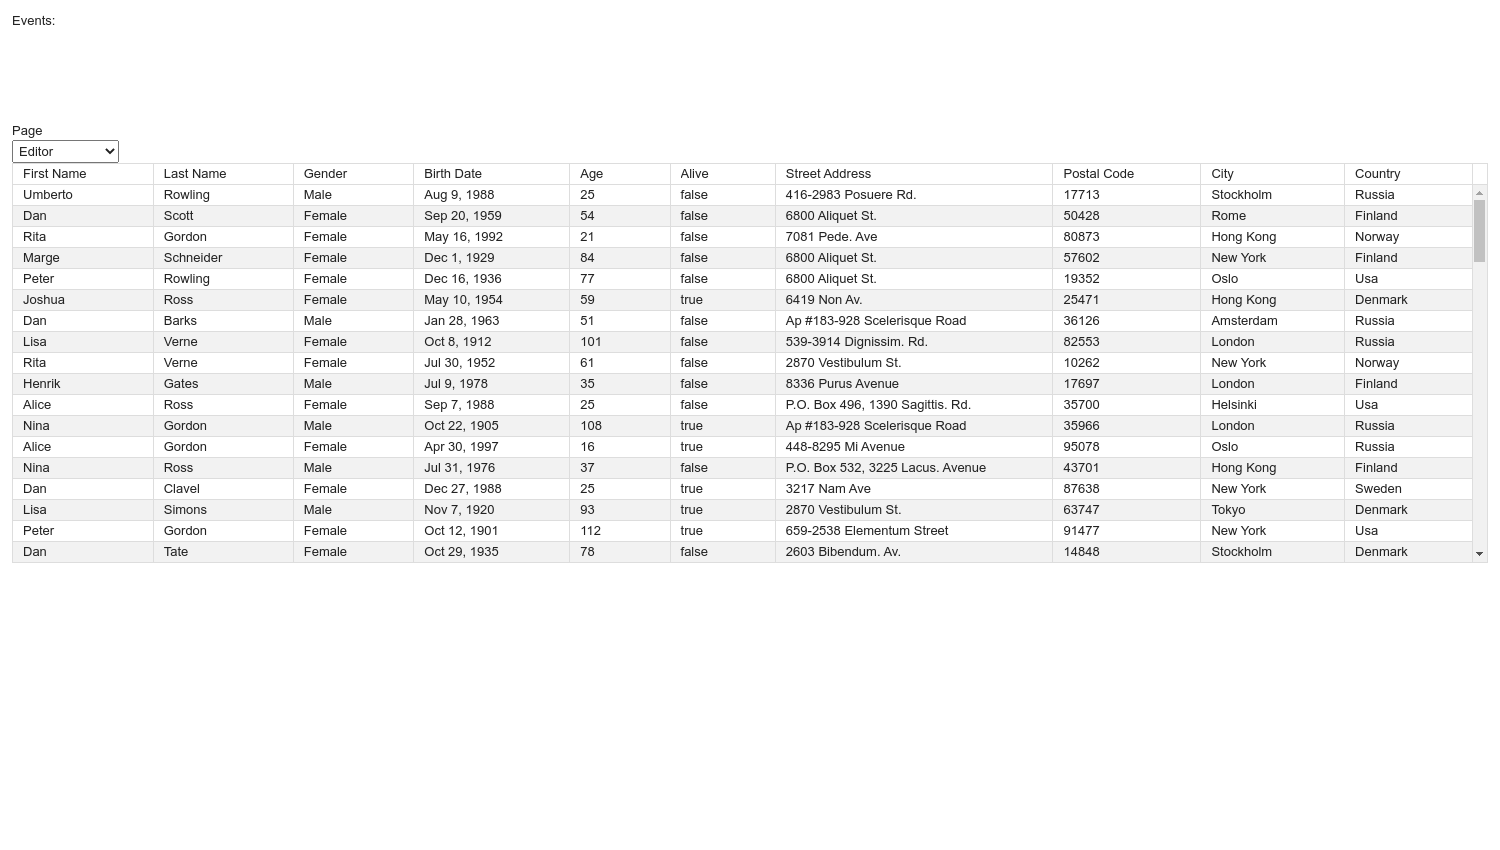 Events:
Page
Editor
First Name Last Name Gender Birth Date Age Alive Street Address Postal Code City Country
Umberto Rowling Male Aug 9, 1988 25 false 416-2983 Posuere Rd. 17713 Stockholm Russia
Dan Scott Female Sep 20, 1959 54 false 6800 Aliquet St. 50428 Rome Finland
Rita Gordon Female May 16, 1992 21 false 7081 Pede. Ave 80873 Hong Kong Norway
Marge Schneider Female Dec 1, 1929 84 false 6800 Aliquet St. 57602 New York Finland
Peter Rowling Female Dec 16, 1936 77 false 6800 Aliquet St. 19352 Oslo Usa
Joshua Ross Female May 10, 1954 59 true 6419 Non Av. 25471 Hong Kong Denmark
Dan Barks Male Jan 28, 1963 51 false Ap #183-928 Scelerisque Road 36126 Amsterdam Russia
Lisa Verne Female Oct 8, 1912 101 false 539-3914 Dignissim. Rd. 82553 London Russia
Rita Verne Female Jul 30, 1952 61 false 2870 Vestibulum St. 10262 New York Norway
Henrik Gates Male Jul 9, 1978 35 false 8336 Purus Avenue 17697 London Finland
Alice Ross Female Sep 7, 1988 25 false P.O. Box 496, 1390 Sagittis. Rd. 35700 Helsinki Usa
Nina Gordon Male Oct 22, 1905 108 true Ap #183-928 Scelerisque Road 35966 London Russia
Alice Gordon Female Apr 30, 1997 16 true 448-8295 Mi Avenue 95078 Oslo Russia
Nina Ross Male Jul 31, 1976 37 false P.O. Box 532, 3225 Lacus. Avenue 43701 Hong Kong Finland
Dan Clavel Female Dec 27, 1988 25 true 3217 Nam Ave 87638 New York Sweden
Lisa Simons Male Nov 7, 1920 93 true 2870 Vestibulum St. 63747 Tokyo Denmark
Peter Gordon Female Oct 12, 1901 112 true 659-2538 Elementum Street 91477 New York Usa
Dan Tate Female Oct 29, 1935 78 false 2603 Bibendum. Av. 14848 Stockholm Denmark